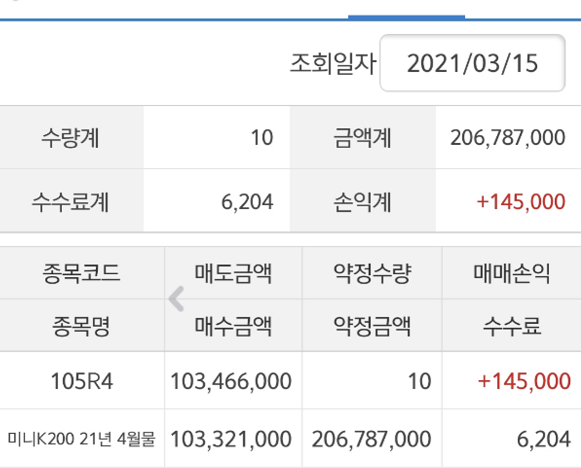 조회일자 2021/03/15
수량계 10 금액계 206,787,000
수수료계 6,204 손익계 +145,000
종목코드 매도금액 약정수량 매매손익
종목명 매수금액 약정금액 수수료
105R4 103,466,000 10 +145,000
미니K200 21년 4월물 103,321,000 206,787,000 6,204